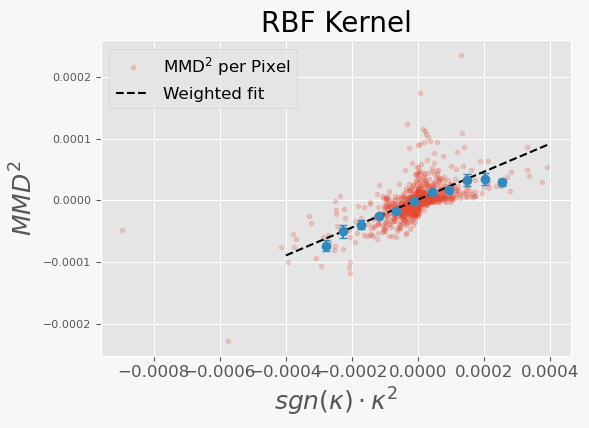 RBF Kernel
MMD² per Pixel
Weighted fit
0.0002
0.0001
0.0000
−0.0001
−0.0002
MMD²
−0.0008 −0.0006 −0.0004 −0.0002 0.0000 0.0002 0.0004
sgn(κ) · κ²